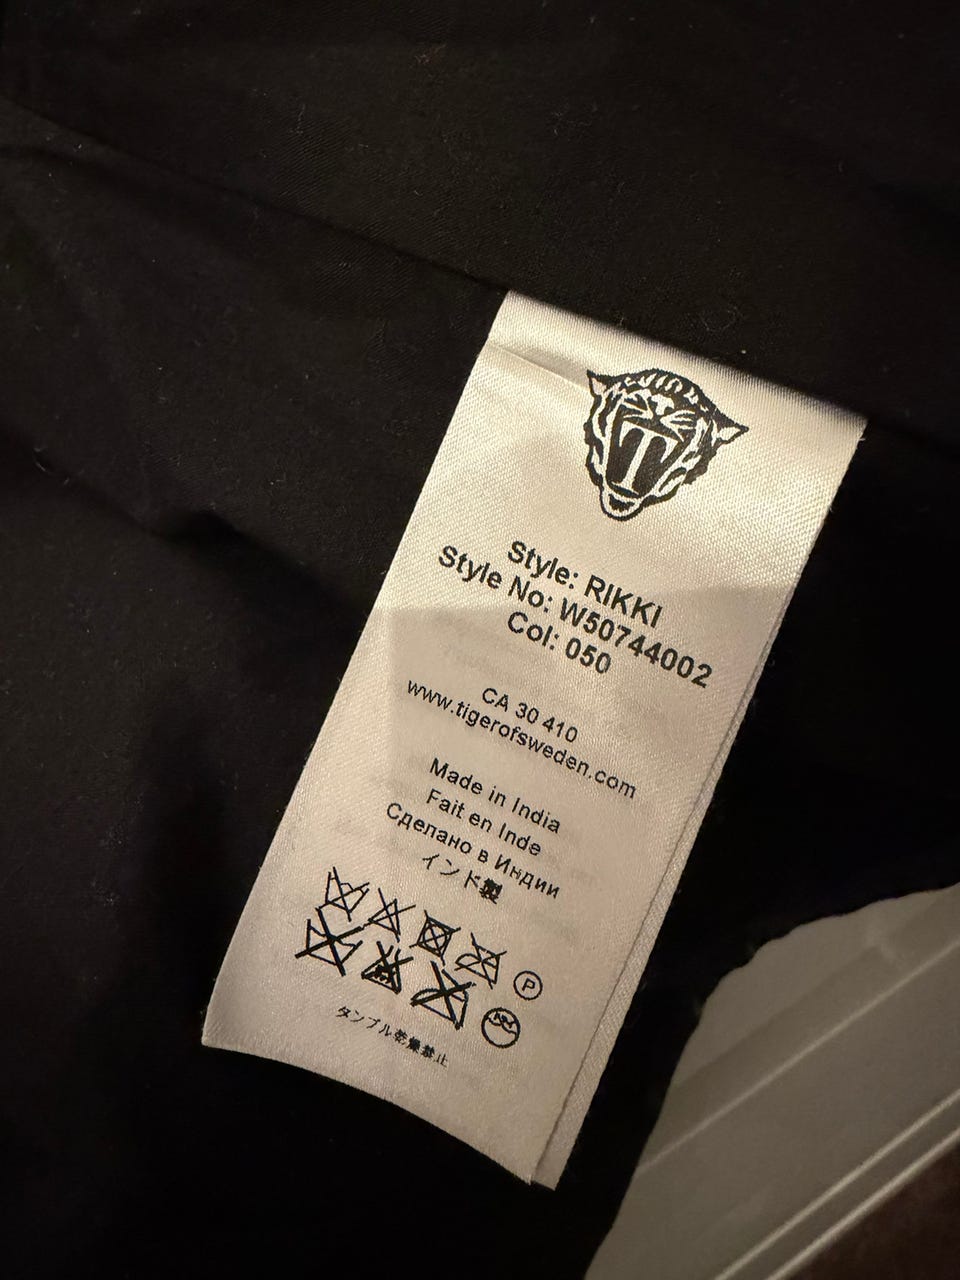 T
Style: RIKKI
Style No: W50744002
Col: 050
CA 30 410
www.tigerofsweden.com
Made in India
Fait en Inde
Сделано в Индии
インド製
P
タンブル乾燥禁止